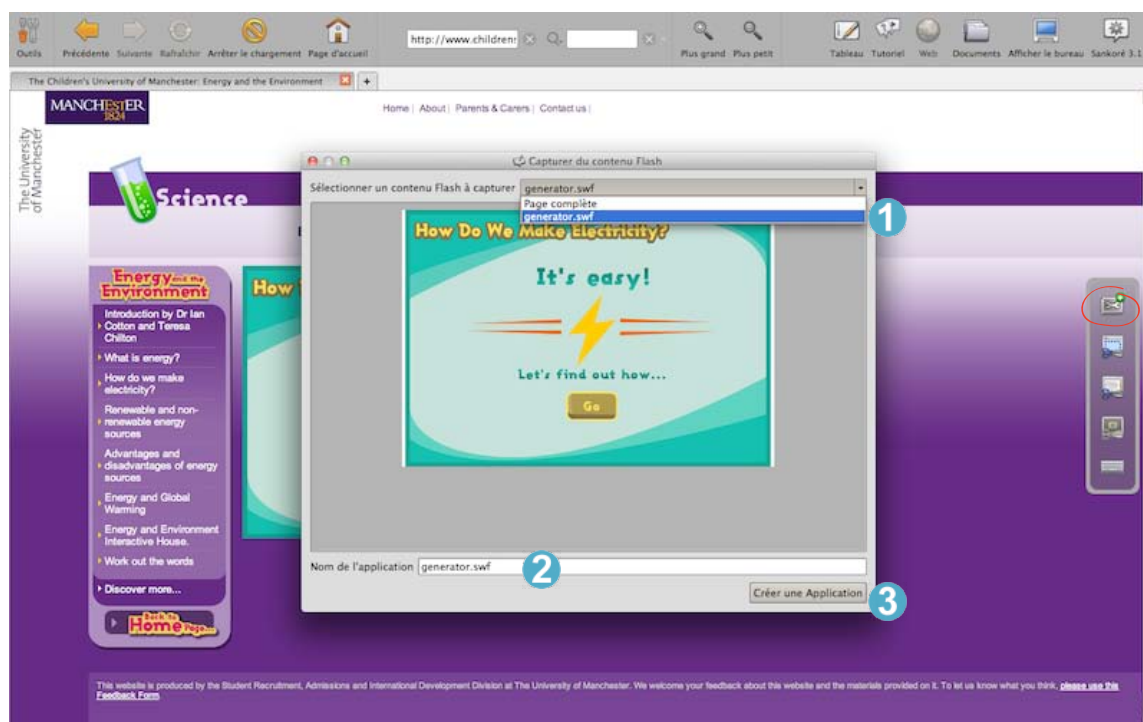 Outils Précédente Suivante Rafraîchir Arrêter le chargement Page d'accueil http://www.childrens Plus grand Plus petit Tableau Tutoriel Web Documents Afficher le bureau Sankoré 3.1
The Children's University of Manchester: Energy and the Environment +
MANCHESTER
1824
The University
of Manchester
Home | About | Parents & Carers | Contact us |
Science
Capturer du contenu Flash
Sélectionner un contenu Flash à capturer generator.swf
Page complète
generator.swf
1
How Do We Make Electricity?
It's easy!
Let's find out how...
Go
Energy and the
Environment
How
Introduction by Dr Ian
Cotton and Teresa
Chilton
What is energy?
How do we make
electricity?
Renewable and non-
renewable energy
sources
Advantages and
disadvantages of energy
sources
Energy and Global
Warming
Energy and Environment
Interactive House.
Work out the words
Discover more...
Back to
Home Page...
Nom de l'application generator.swf
2
Créer une Application
3
This website is produced by the Student Recruitment, Admissions and International Development Division at The University of Manchester. We welcome your feedback about this website and the materials provided on it. To let us know what you think, please use this
Feedback Form.